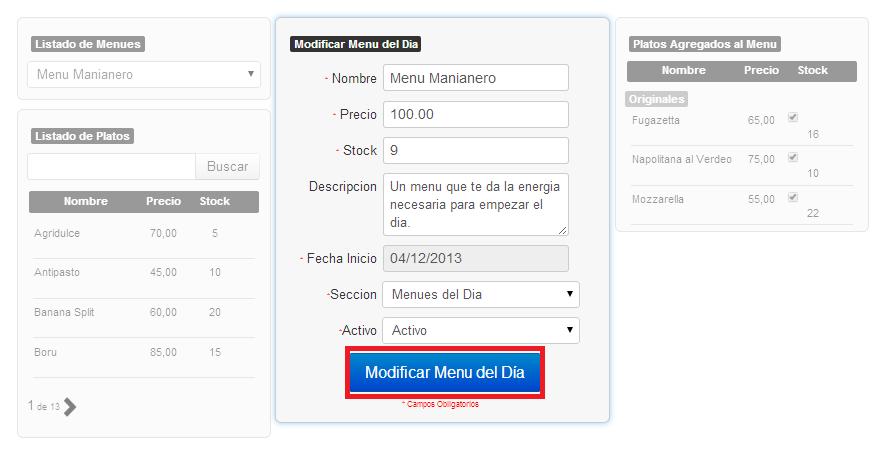 Listado de Menues
Menu Manianero
Listado de Platos
Buscar
Nombre Precio Stock
Agridulce 70,00 5
Antipasto 45,00 10
Banana Split 60,00 20
Boru 85,00 15
1 de 13
Modificar Menu del Dia
* Nombre Menu Manianero
* Precio 100.00
* Stock 9
Descripcion Un menu que te da la energia
necesaria para empezar el
dia.
* Fecha Inicio 04/12/2013
*Seccion Menues del Dia
*Activo Activo
Modificar Menu del Día
* Campos Obligatorios
Platos Agregados al Menu
Nombre Precio Stock
Originales
Fugazetta 65,00
16
Napolitana al Verdeo 75,00
10
Mozzarella 55,00
22